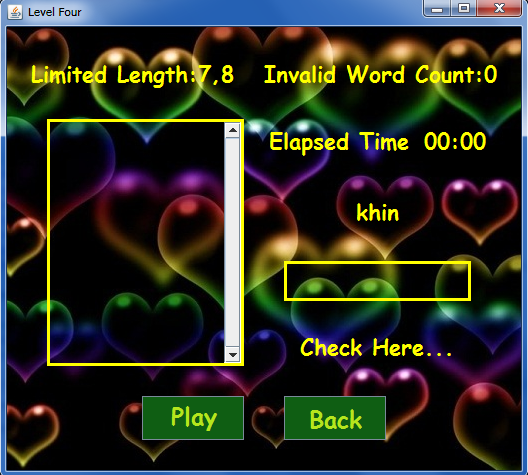 Level Four
Limited Length:7,8 Invalid Word Count:0
Elapsed Time 00:00
khin
Check Here...
Play Back